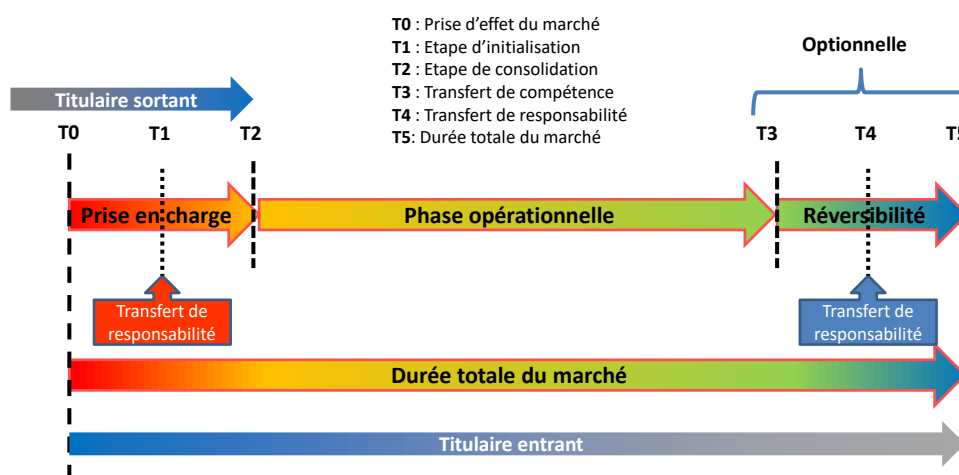 T0 : Prise d'effet du marché
T1 : Etape d'initialisation
T2 : Etape de consolidation
T3 : Transfert de compétence
T4 : Transfert de responsabilité
T5: Durée totale du marché
Optionnelle
Titulaire sortant
T0
T1
T2
T3
T4
T5
Prise en charge
Phase opérationnelle
Réversibilité
Transfert de
responsabilité
Transfert de
responsabilité
Durée totale du marché
Titulaire entrant